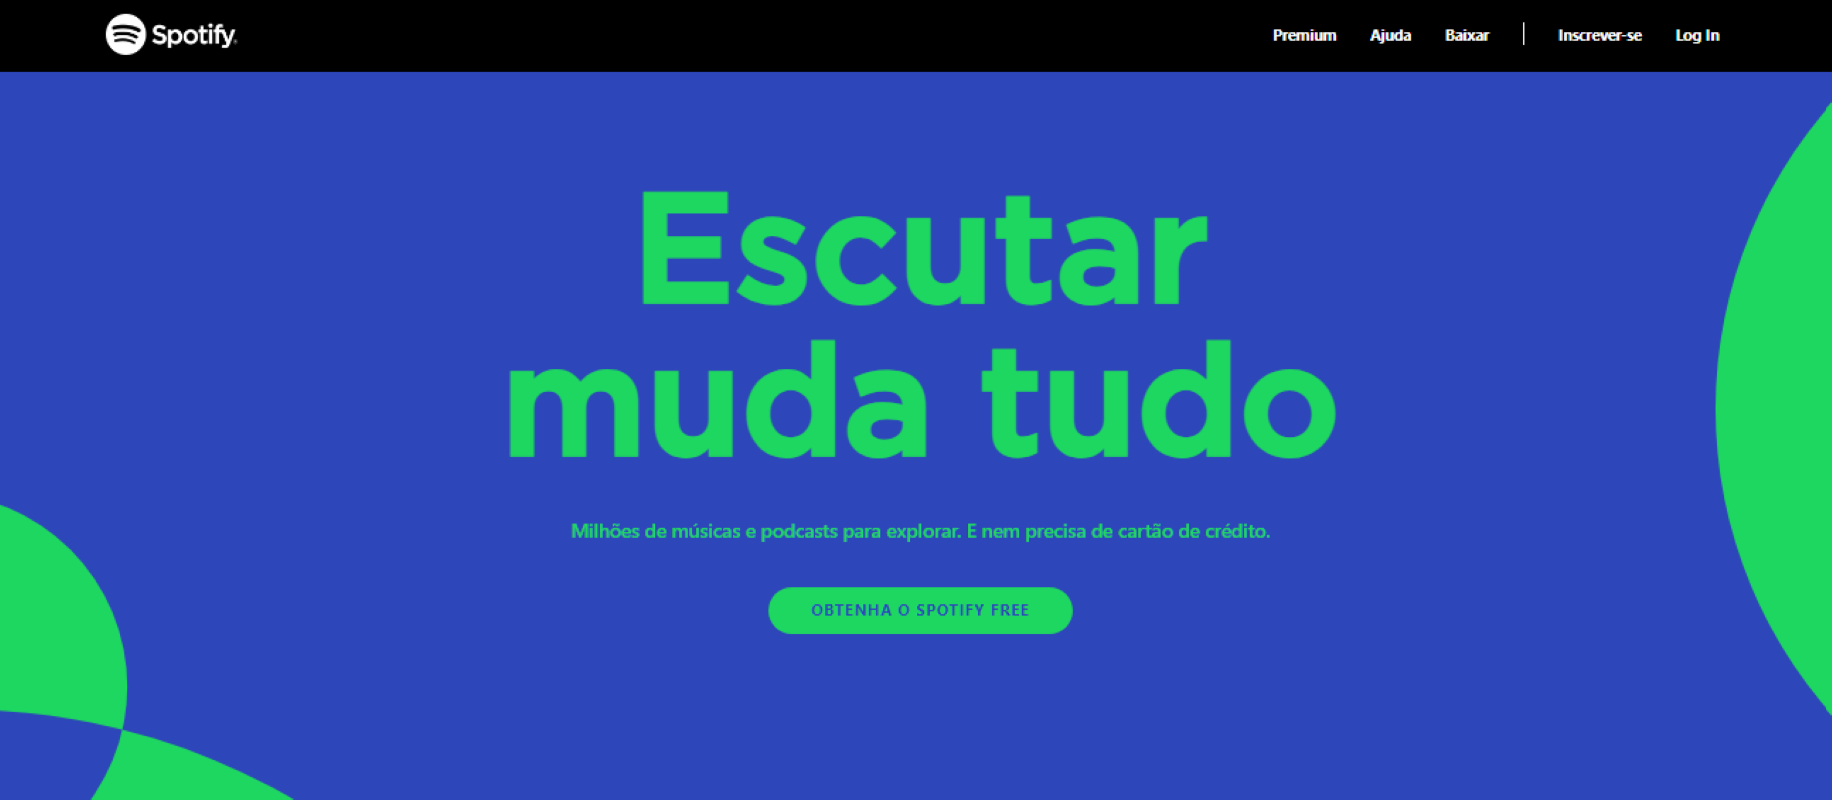 Spotify
Premium Ajuda Baixar | Inscrever-se Log In
Escutar
muda tudo
Milhões de músicas e podcasts para explorar. E nem precisa de cartão de crédito.
OBTENHA O SPOTIFY FREE